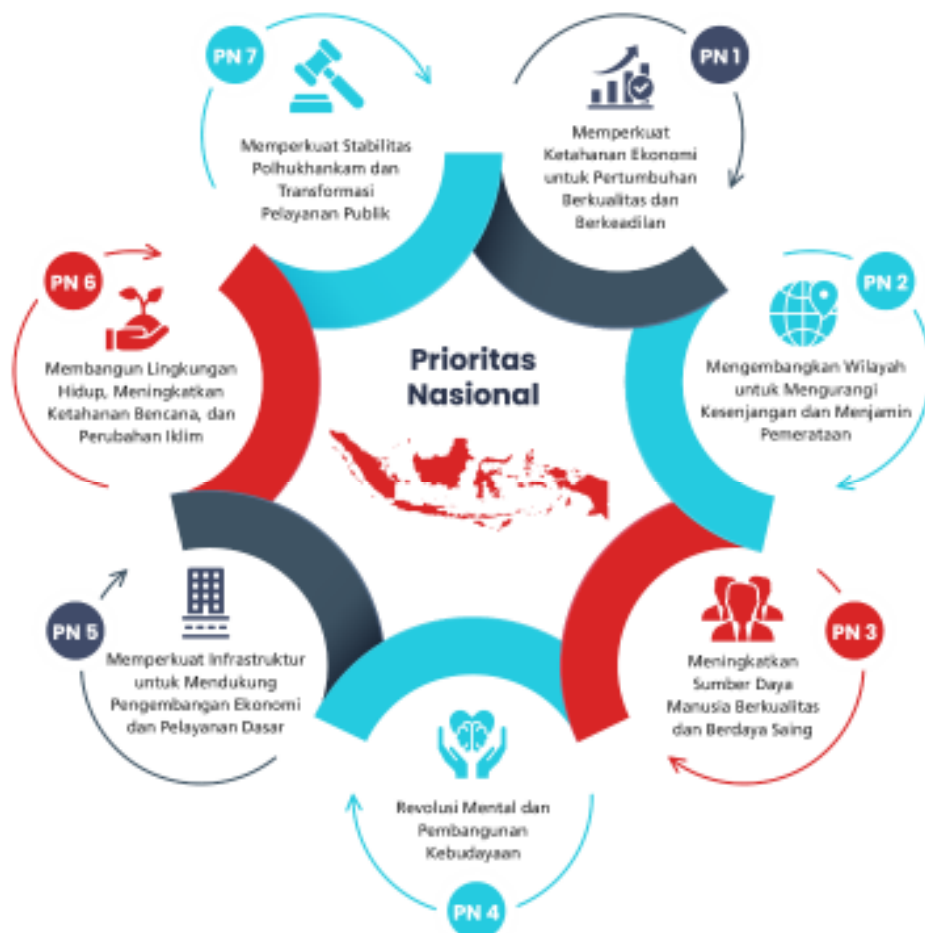 Prioritas
Nasional
PN 1
Memperkuat
Ketahanan Ekonomi
untuk Pertumbuhan
Berkualitas dan
Berkeadilan
PN 2
Mengembangkan Wilayah
untuk Mengurangi
Kesenjangan dan Menjamin
Pemerataan
PN 3
Meningkatkan
Sumber Daya
Manusia Berkualitas
dan Berdaya Saing
PN 4
Revolusi Mental dan
Pembangunan
Kebudayaan
PN 5
Memperkuat Infrastruktur
untuk Mendukung
Pengembangan Ekonomi
dan Pelayanan Dasar
PN 6
Membangun Lingkungan
Hidup, Meningkatkan
Ketahanan Bencana, dan
Perubahan Iklim
PN 7
Memperkuat Stabilitas
Polhukhankam dan
Transformasi
Pelayanan Publik